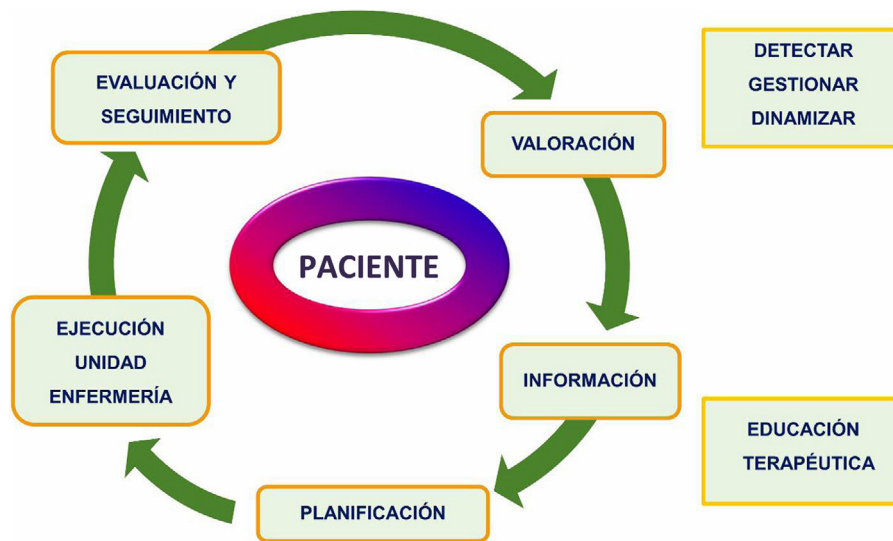 EVALUACIÓN Y
SEGUIMIENTO
VALORACIÓN
DETECTAR
GESTIONAR
DINAMIZAR
PACIENTE
EJECUCIÓN
UNIDAD
ENFERMERÍA
INFORMACIÓN
EDUCACIÓN
TERAPÉUTICA
PLANIFICACIÓN